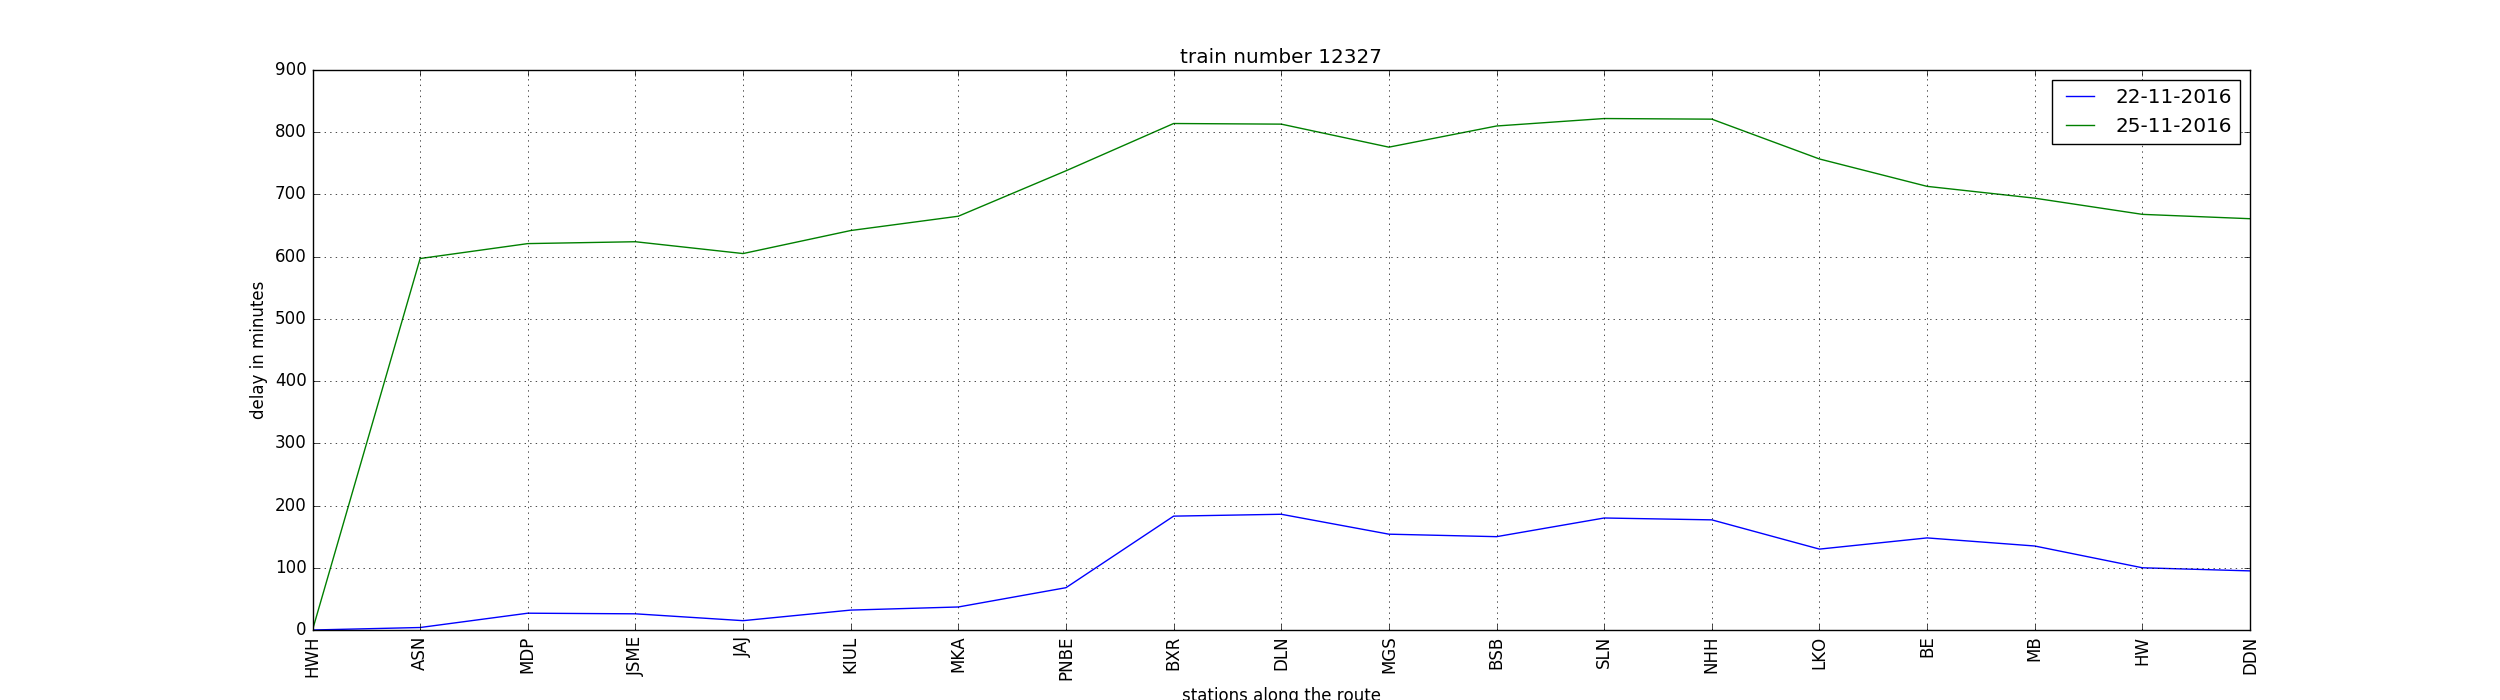 train number 12327
900
800
700
600
500
400
300
200
100
0
delay in minutes
22-11-2016
25-11-2016
HWH
ASN
MDP
JSME
JAJ
KIUL
MKA
PNBE
BXR
DLN
MGS
BSB
SLN
NHH
LKO
BE
MB
HW
DDN
stations along the route